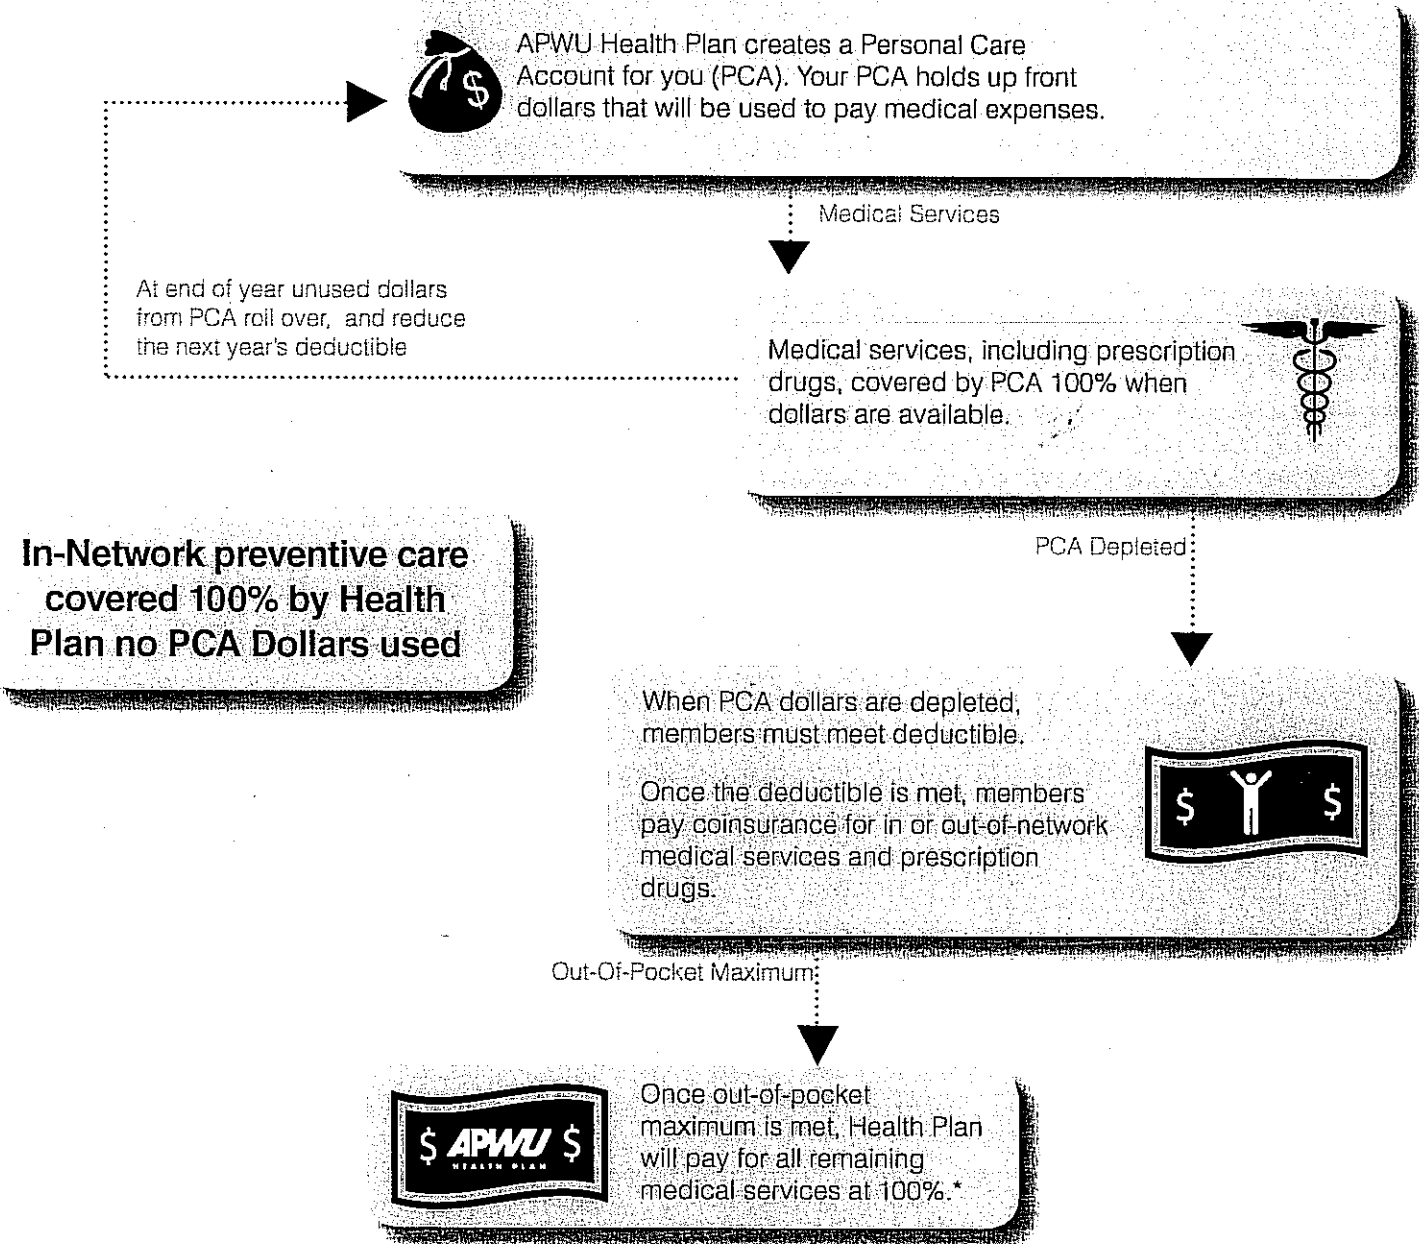 APWU Health Plan creates a Personal Care
Account for you (PCA). Your PCA holds up front
dollars that will be used to pay medical expenses.
$
Medical Services
At end of year unused dollars
from PCA roll over, and reduce
the next year's deductible
Medical services, including prescription
drugs, covered by PCA 100% when
dollars are available.
In-Network preventive care
covered 100% by Health
Plan no PCA Dollars used
PCA Depleted
When PCA dollars are depleted,
members must meet deductible.
Once the deductible is met, members
pay coinsurance for in or out-of-network
medical services and prescription
drugs.
$ $
Out-Of-Pocket Maximum
$ APWU $
HEALTH PLAN
Once out-of-pocket
maximum is met, Health Plan
will pay for all remaining
medical services at 100%.*